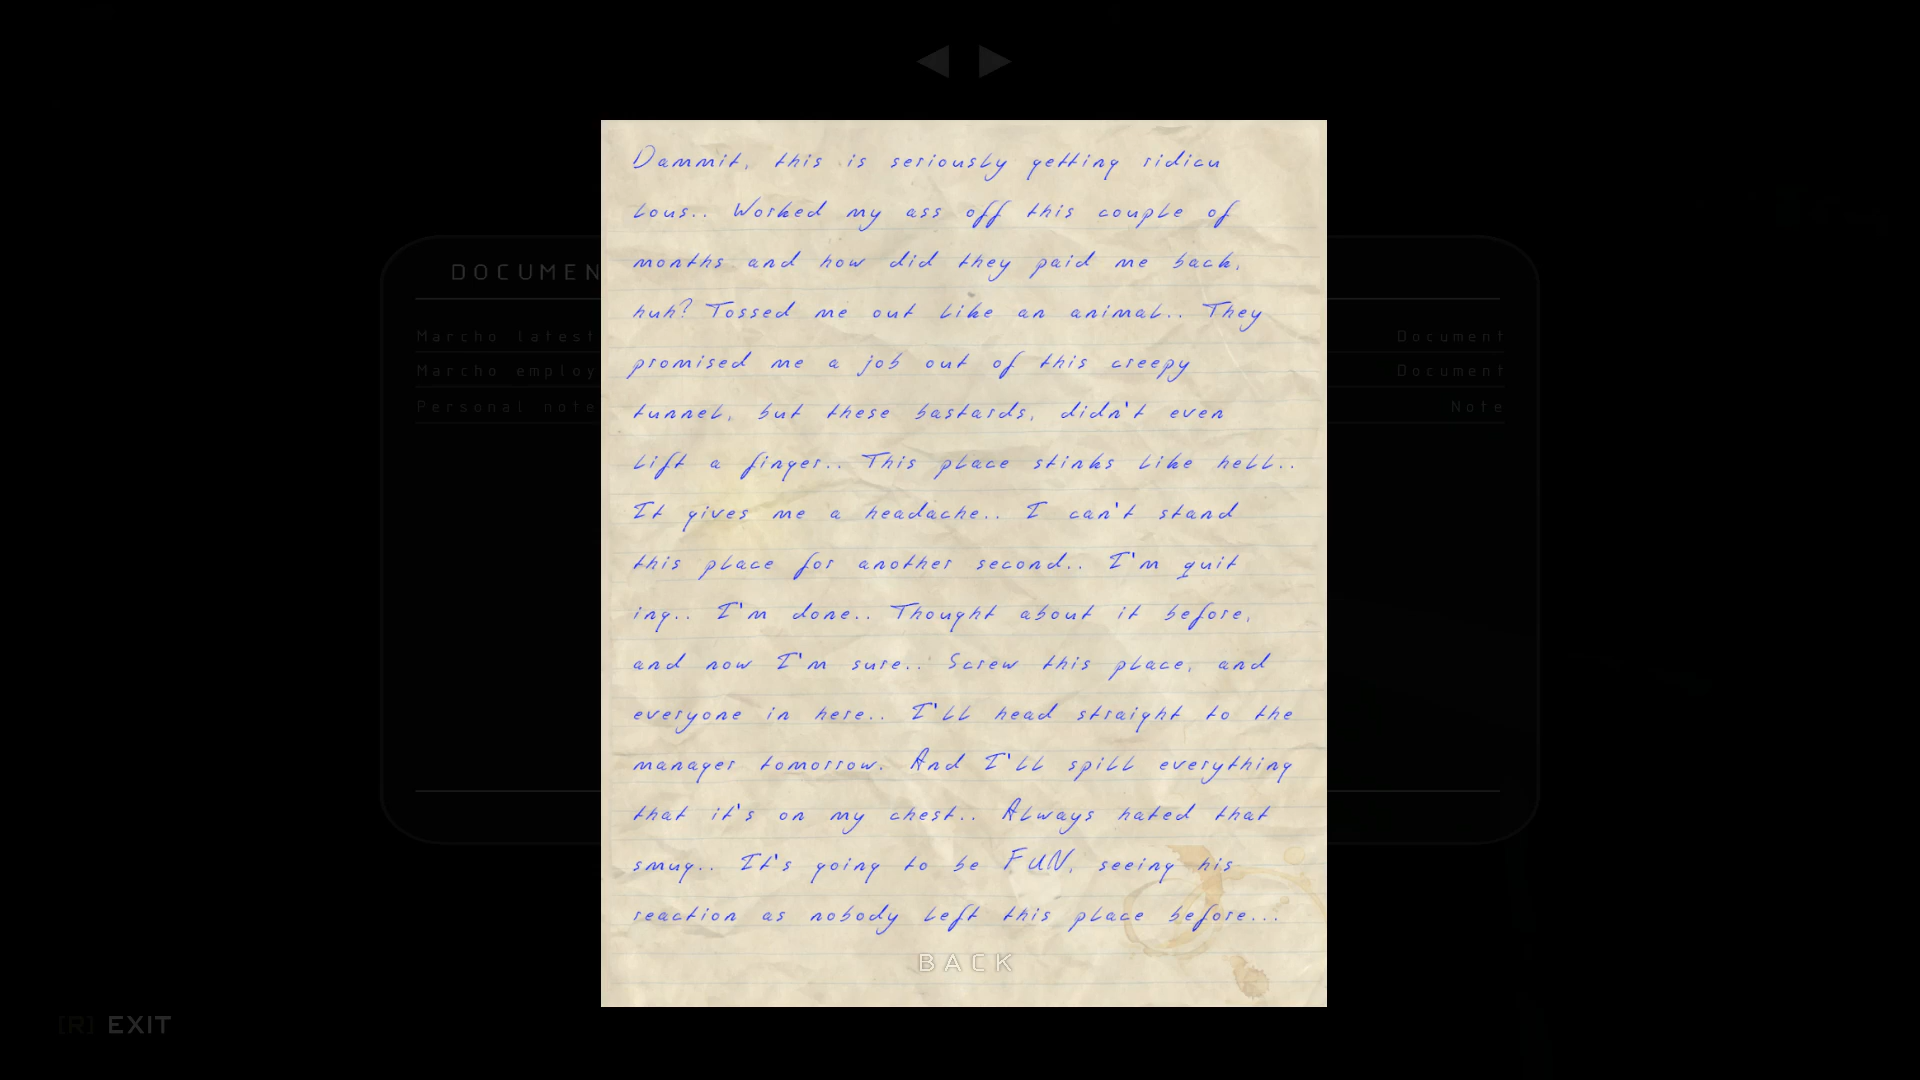 DOCUMEN
Marcho latest
Document
Marcho employ
Document
Personal note
Note
Dammit, this is seriously getting ridicu
lous.. Worked my ass off this couple of
months and how did they paid me back,
huh? Tossed me out like an animal.. They
promised me a job out of this creepy
tunnel, but these bastards, didn't even
lift a finger.. This place stinks like hell..
It gives me a headache.. I can't stand
this place for another second.. I'm quit
ing.. I'm done.. Thought about it before,
and now I'm sure.. Screw this place, and
everyone in here.. I'll head straight to the
manager tomorrow. And I'll spill everything
that it's on my chest.. Always hated that
smug.. It's going to be FUN, seeing his
reaction as nobody left this place before...
BACK
[R] EXIT